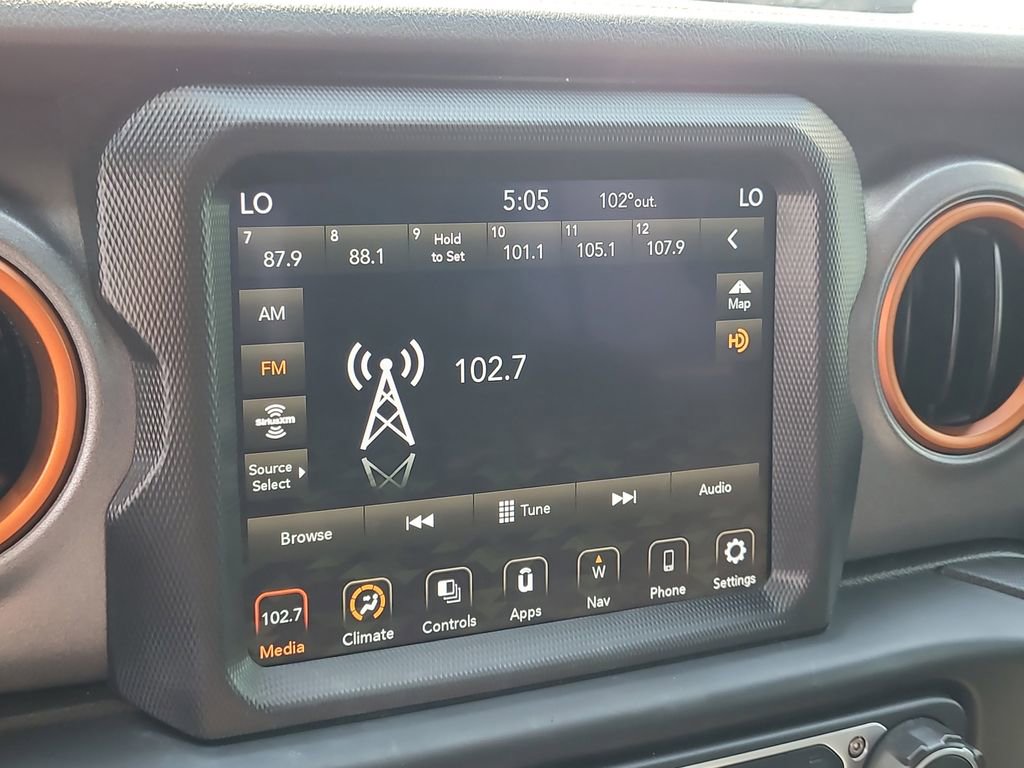 LO 5:05 102°out. LO
7 87.9 8 88.1 9 Hold to Set 10 101.1 11 105.1 12 107.9
AM
Map
FM
HD
102.7
SiriusXM
Source
Select
Browse Tune Audio
102.7 W
Media Climate Controls Apps Nav Phone Settings